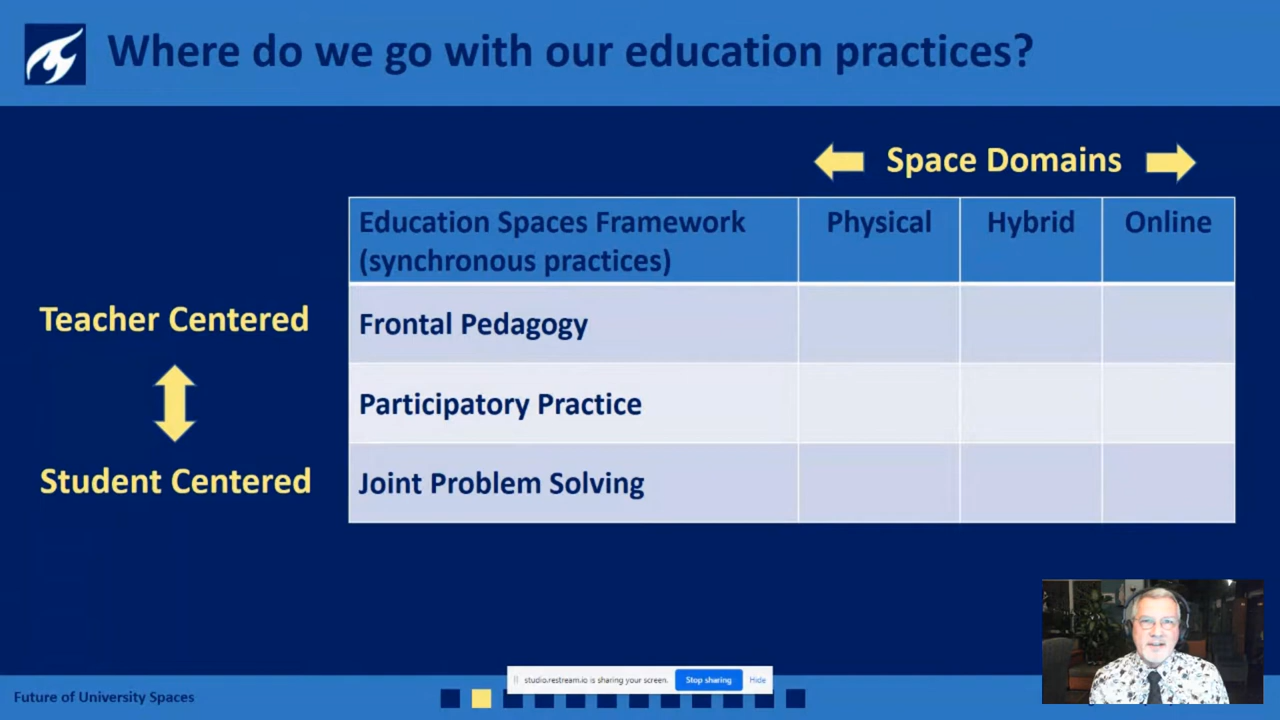 Where do we go with our education practices?
Space Domains
Education Spaces Framework
(synchronous practices)
Physical
Hybrid
Online
Teacher Centered
Frontal Pedagogy
Participatory Practice
Student Centered
Joint Problem Solving
studio.restream.io is sharing your screen.
Stop sharing
Hide
Future of University Spaces